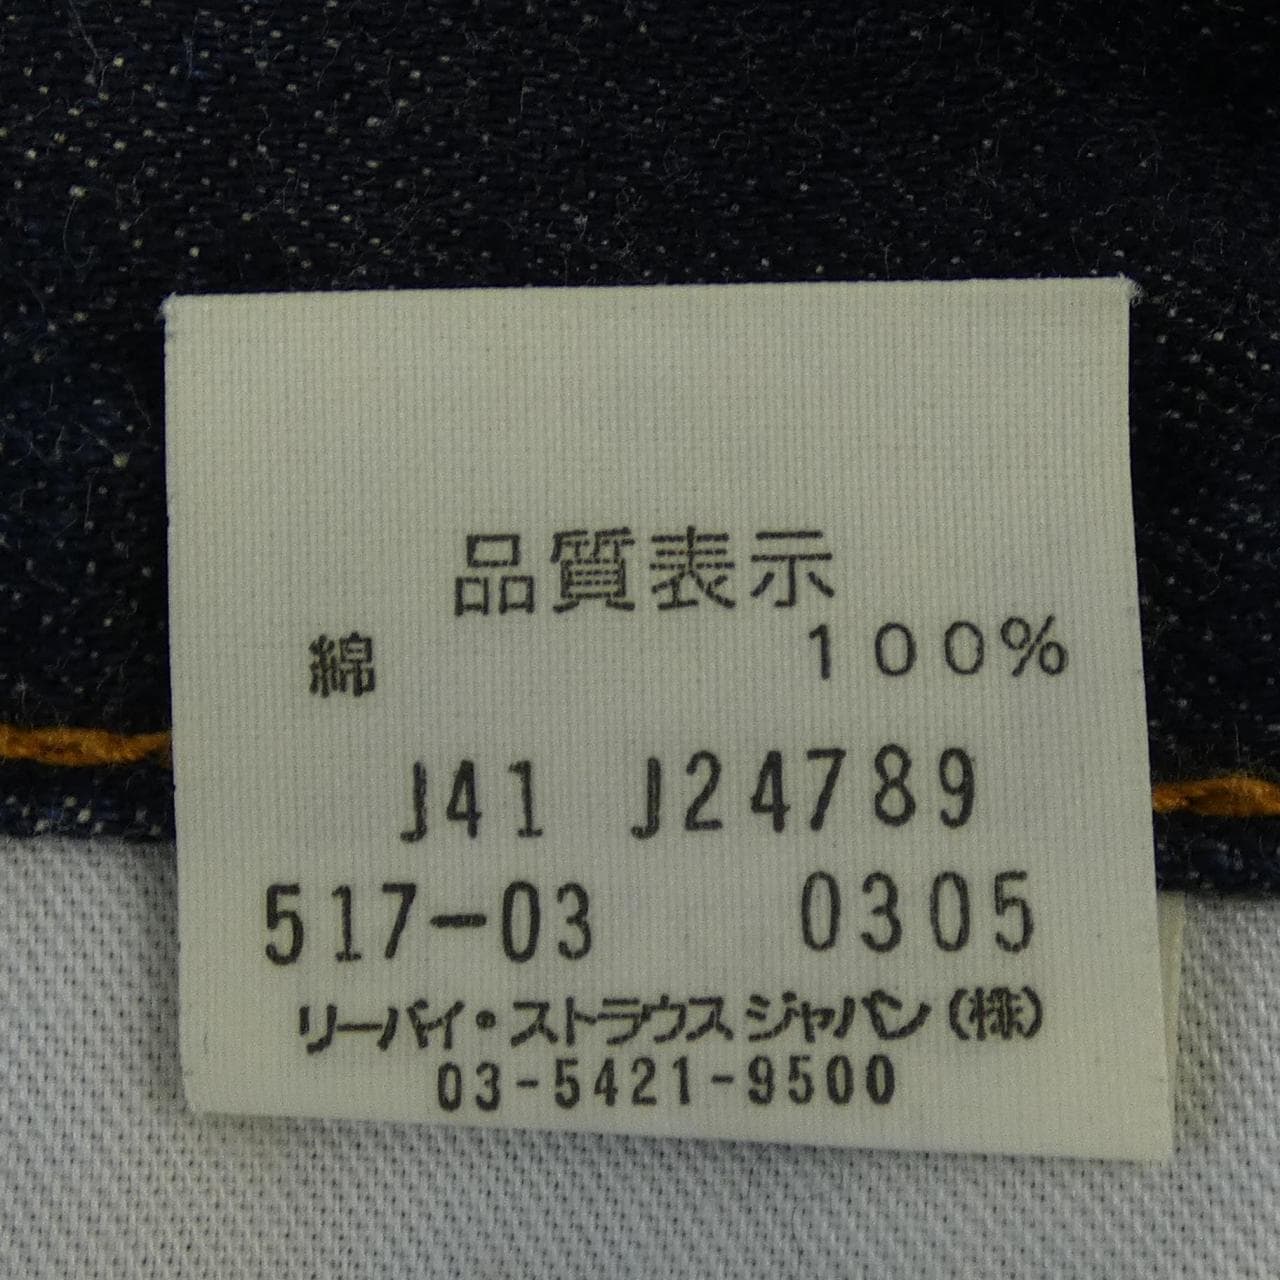 品質表示
綿 100%
J41 J24789
517-03 0305
リーバイ・ストラウスジャパン(株)
03-5421-9500